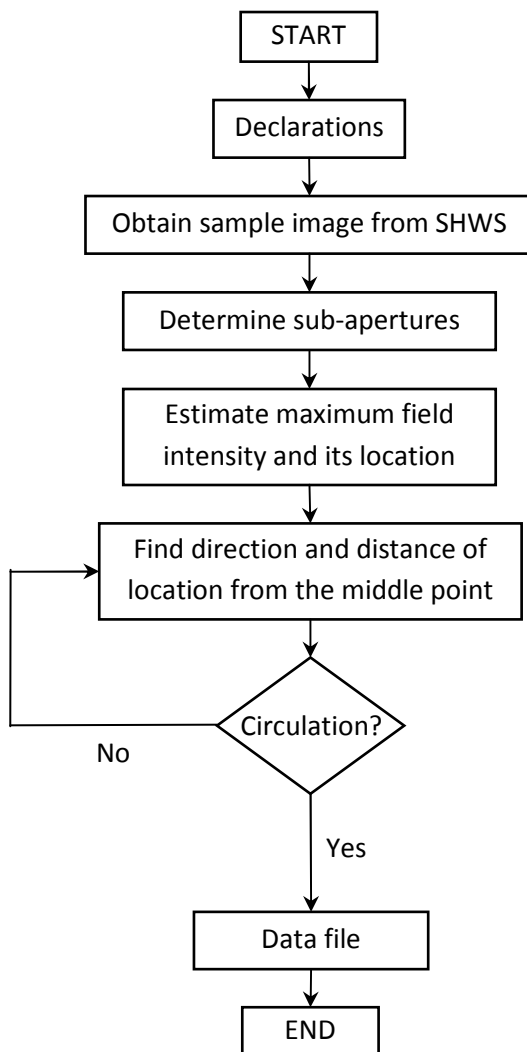 START
Declarations
Obtain sample image from SHWS
Determine sub-apertures
Estimate maximum field
intensity and its location
Find direction and distance of
location from the middle point
Circulation?
No
Yes
Data file
END